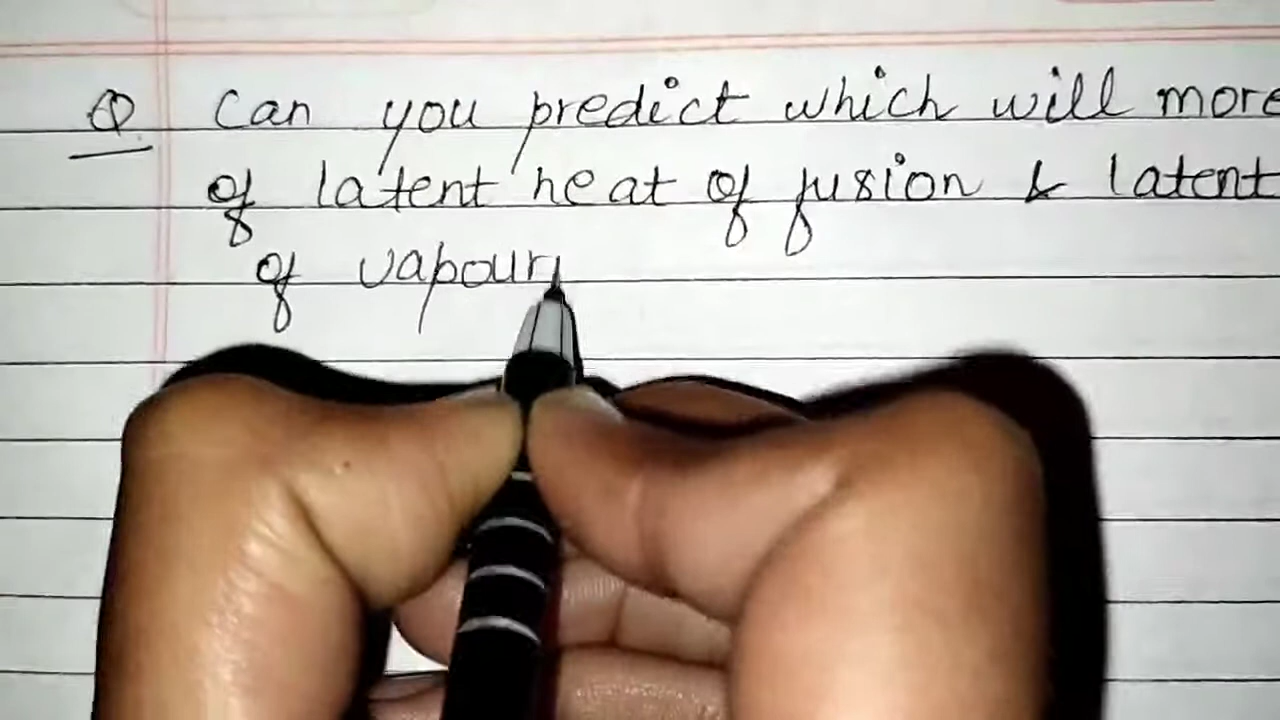 Q Can you predict which will more
of latent heat of fusion & latent
of vapour